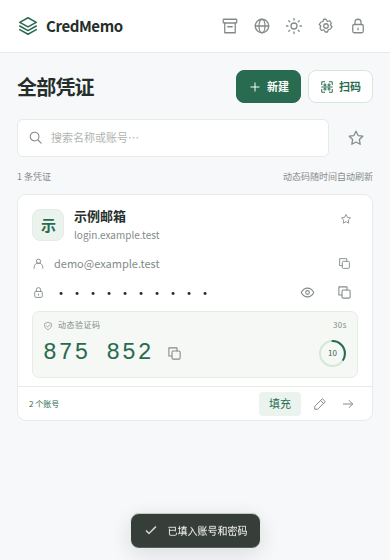 CredMemo
全部凭证
新建
扫码
搜索名称或账号…
1 条凭证
动态码随时间自动刷新
示
示例邮箱
login.example.test
demo@example.test
• • • • • • • • • •
动态验证码
30s
875 852
10
2 个账号
填充
已填入账号和密码